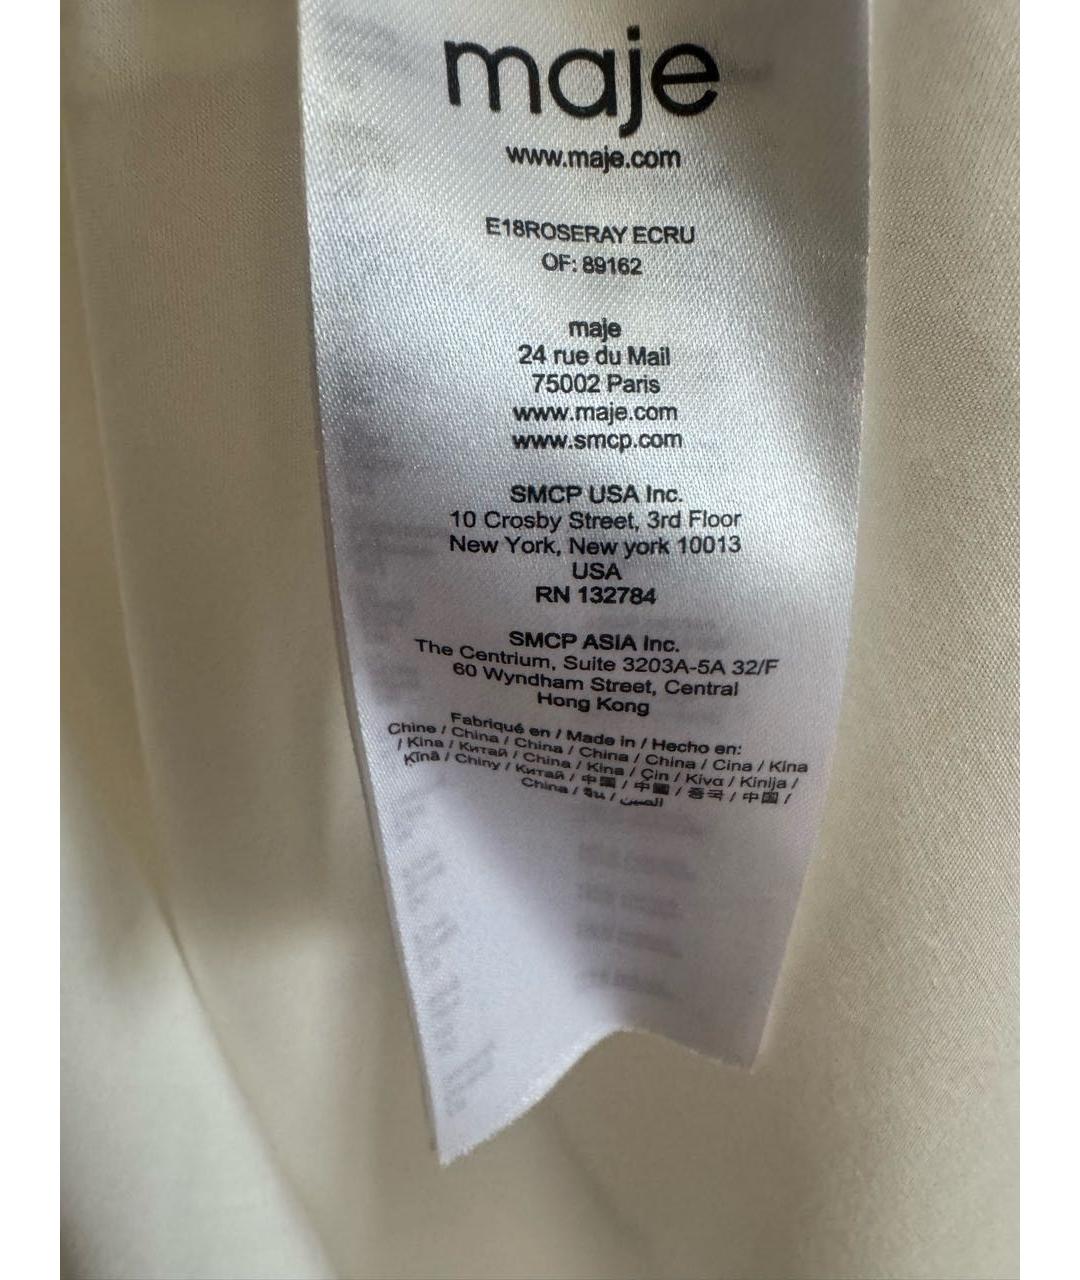 maje
www.maje.com
E18ROSERAY ECRU
OF: 89162
maje
24 rue du Mail
75002 Paris
www.maje.com
www.smcp.com
SMCP USA Inc.
10 Crosby Street, 3rd Floor
New York, New york 10013
USA
RN 132784
SMCP ASIA Inc.
The Centrium, Suite 3203A-5A 32/F
60 Wyndham Street, Central
Hong Kong
Fabriqué en / Made in / Hecho en:
Chine / China / China / China / China / Cina / Kina
/ Kina / Китай / China / Kina / Çin / Κίνα / Kinija /
Ķīnā / Chiny / Китай / 中国 / 中國 / 중국 / 中国 /
China / จีน / الصين